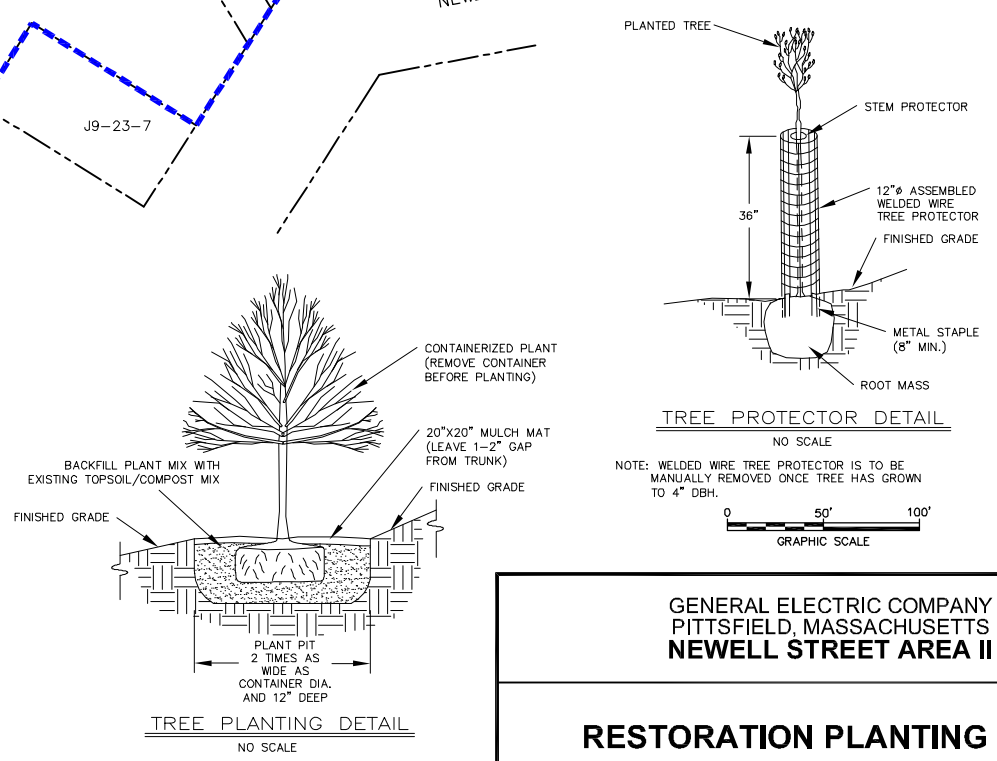 J9-23-7
PLANTED TREE
STEM PROTECTOR
36"
12"ø ASSEMBLED
WELDED WIRE
TREE PROTECTOR
FINISHED GRADE
METAL STAPLE
(8" MIN.)
ROOT MASS
TREE PROTECTOR DETAIL
NO SCALE
NOTE: WELDED WIRE TREE PROTECTOR IS TO BE
MANUALLY REMOVED ONCE TREE HAS GROWN
TO 4" DBH.
0 50' 100'
GRAPHIC SCALE
CONTAINERIZED PLANT
(REMOVE CONTAINER
BEFORE PLANTING)
20"X20" MULCH MAT
(LEAVE 1-2" GAP
FROM TRUNK)
FINISHED GRADE
BACKFILL PLANT MIX WITH
EXISTING TOPSOIL/COMPOST MIX
FINISHED GRADE
PLANT PIT
2 TIMES AS
WIDE AS
CONTAINER DIA.
AND 12" DEEP
TREE PLANTING DETAIL
NO SCALE
GENERAL ELECTRIC COMPANY
PITTSFIELD, MASSACHUSETTS
NEWELL STREET AREA II
RESTORATION PLANTING